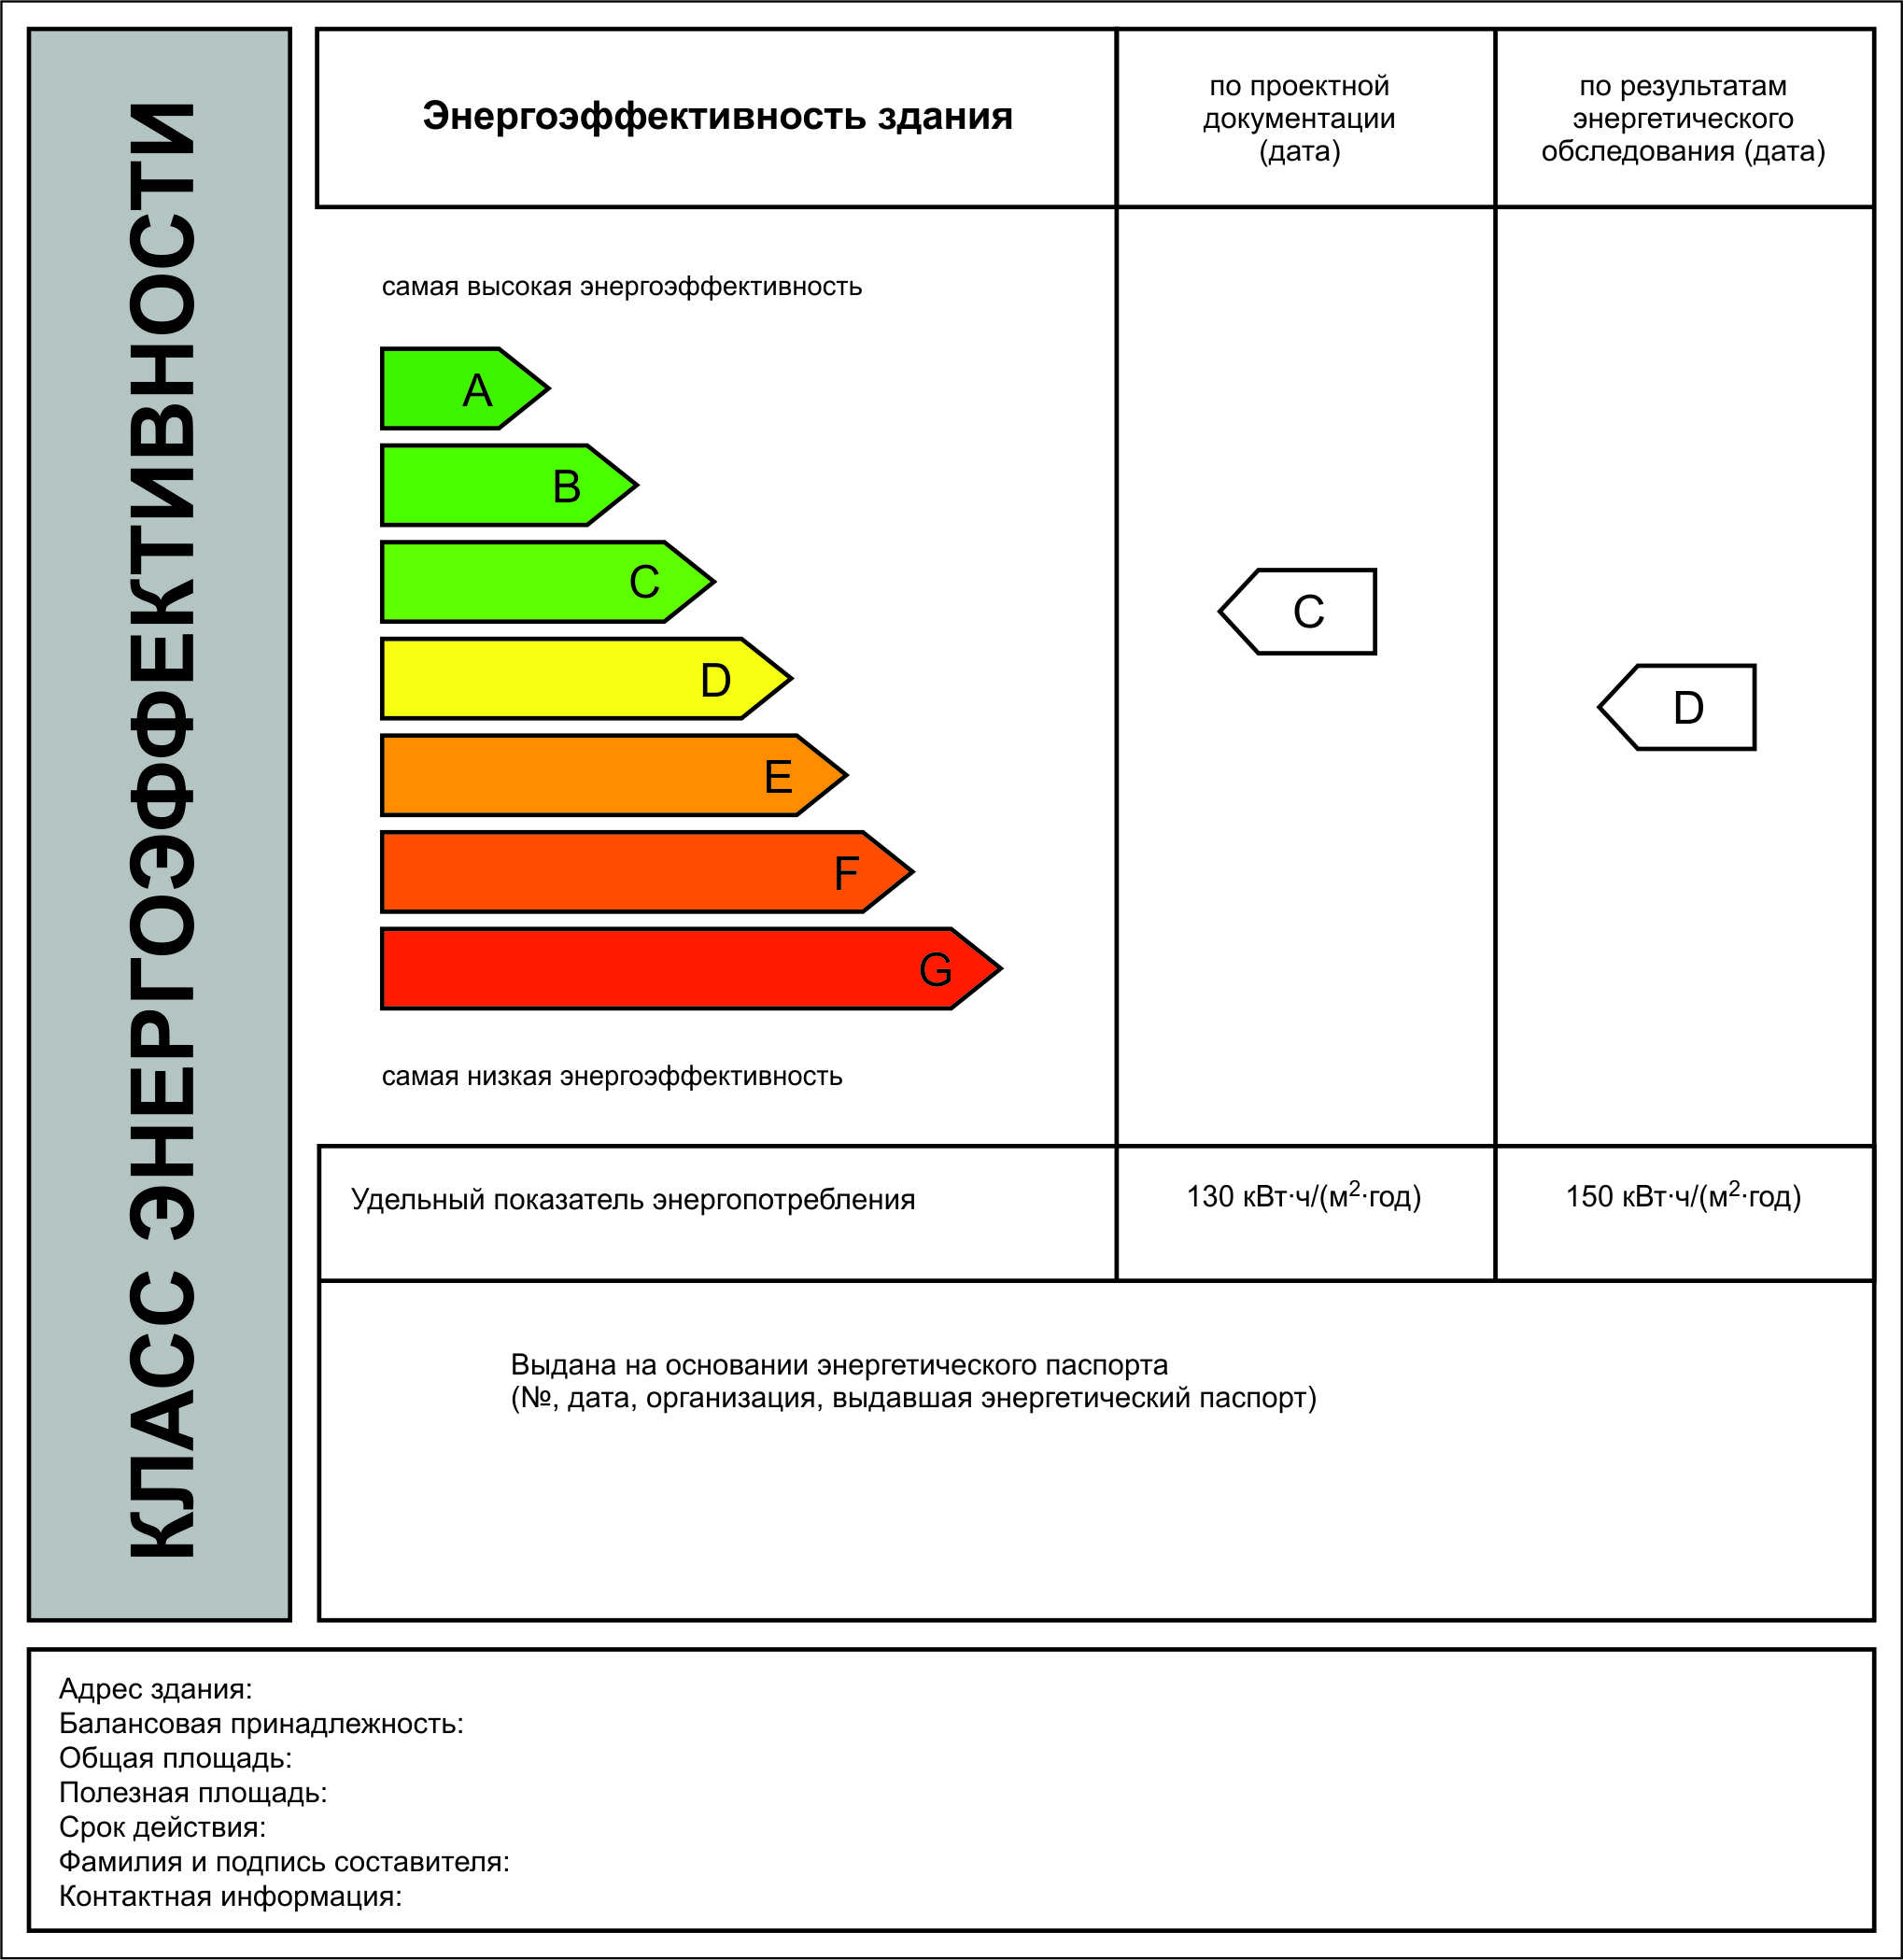 КЛАСС ЭНЕРГОЭФФЕКТИВНОСТИ
Энергоэффективность здания
по проектной
документации
(дата)
по результатам
энергетического
обследования (дата)
самая высокая энергоэффективность
A
B
C
D
E
F
G
C
D
самая низкая энергоэффективность
Удельный показатель энергопотребления
130 кВт·ч/(м²·год)
150 кВт·ч/(м²·год)
Выдана на основании энергетического паспорта
(№, дата, организация, выдавшая энергетический паспорт)
Адрес здания:
Балансовая принадлежность:
Общая площадь:
Полезная площадь:
Срок действия:
Фамилия и подпись составителя:
Контактная информация: